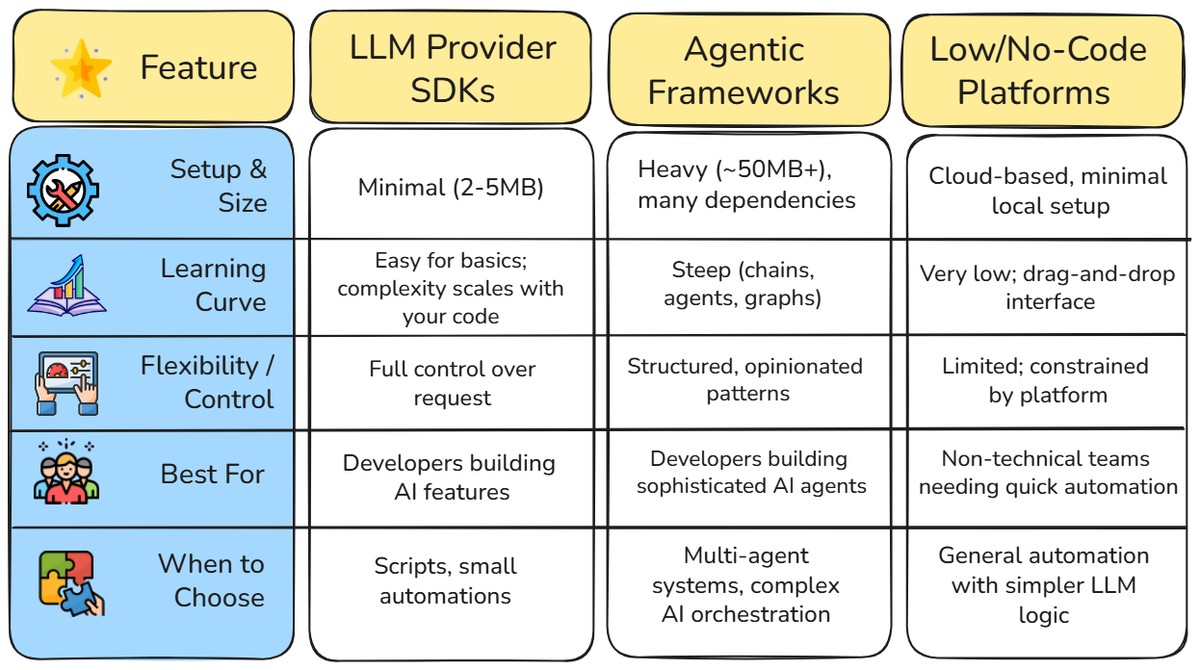 Feature
LLM Provider
SDKs
Agentic
Frameworks
Low/No-Code
Platforms
Setup &
Size
Minimal (2-5MB)
Heavy (~50MB+),
many dependencies
Cloud-based, minimal
local setup
Learning
Curve
Easy for basics;
complexity scales with
your code
Steep (chains,
agents, graphs)
Very low; drag-and-drop
interface
Flexibility /
Control
Full control over
request
Structured, opinionated
patterns
Limited; constrained
by platform
Best For
Developers building
AI features
Developers building
sophisticated AI agents
Non-technical teams
needing quick automation
When to
Choose
Scripts, small
automations
Multi-agent
systems, complex
AI orchestration
General automation
with simpler LLM
logic